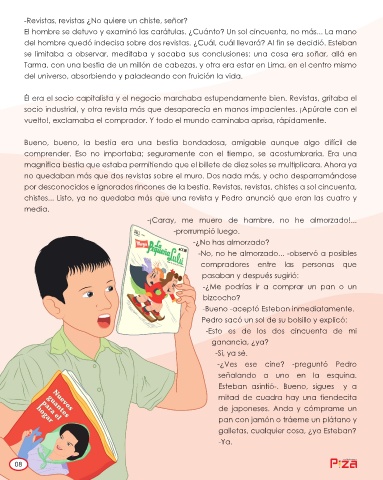 -Revistas, revistas ¿No quiere un chiste, señor?
El hombre se detuvo y examinó las carátulas. ¿Cuánto? Un sol cincuenta, no más... La mano
del hombre quedó indecisa sobre dos revistas. ¿Cuál, cuál llevará? Al fin se decidió. Esteban
se limitaba a observar, meditaba y sacaba sus conclusiones: una cosa era soñar, allá en
Tarma, con una bestia de un millón de cabezas, y otra era estar en Lima, en el centro mismo
del universo, absorbiendo y paladeando con fruición la vida.
Él era el socio capitalista y el negocio marchaba estupendamente bien. Revistas, gritaba el
socio industrial, y otra revista más que desaparecía en manos impacientes. ¡Apúrate con el
vuelto!, exclamaba el comprador. Y todo el mundo caminaba aprisa, rápidamente.
Bueno, bueno, la bestia era una bestia bondadosa, amigable aunque algo difícil de
comprender. Eso no importaba; seguramente con el tiempo, se acostumbraría. Era una
magnífica bestia que estaba permitiendo que el billete de diez soles se multiplicara. Ahora ya
no quedaban más que dos revistas sobre el muro. Dos nada más, y ocho desparramándose
por desconocidos e ignorados rincones de la bestia. Revistas, revistas, chistes a sol cincuenta,
chistes... Listo, ya no quedaba más que una revista y Pedro anunció que eran las cuatro y
media.
-¡Caray, me muero de hambre, no he almorzado!...
-prorrumpió luego.
-¿No has almorzado?
-No, no he almorzado... -observó a posibles
compradores entre las personas que
pasaban y después sugirió:
-¿Me podrías ir a comprar un pan o un
bizcocho?
-Bueno -aceptó Esteban inmediatamente.
Pedro sacó un sol de su bolsillo y explicó:
-Esto es de los dos cincuenta de mi
ganancia, ¿ya?
-Sí, ya sé.
-¿Ves ese cine? -preguntó Pedro
señalando a uno en la esquina.
Esteban asintió-. Bueno, sigues y a
mitad de cuadra hay una tiendecita
de japoneses. Anda y cómprame un
pan con jamón o tráeme un plátano y
galletas, cualquier cosa, ¿ya Esteban?
-Ya.
La Pequeña Lulú
Nuevos
guantes
para el
hogar
08